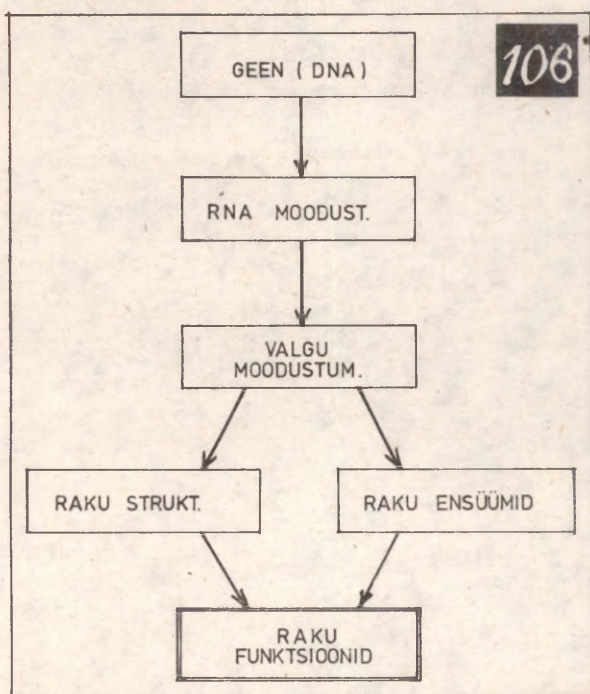 106
GEEN ( DNA )
RNA MOODUST.
VALGU
MOODUSTUM.
RAKU STRUKT.
RAKU ENSÜÜMID
RAKU
FUNKTSIOONID